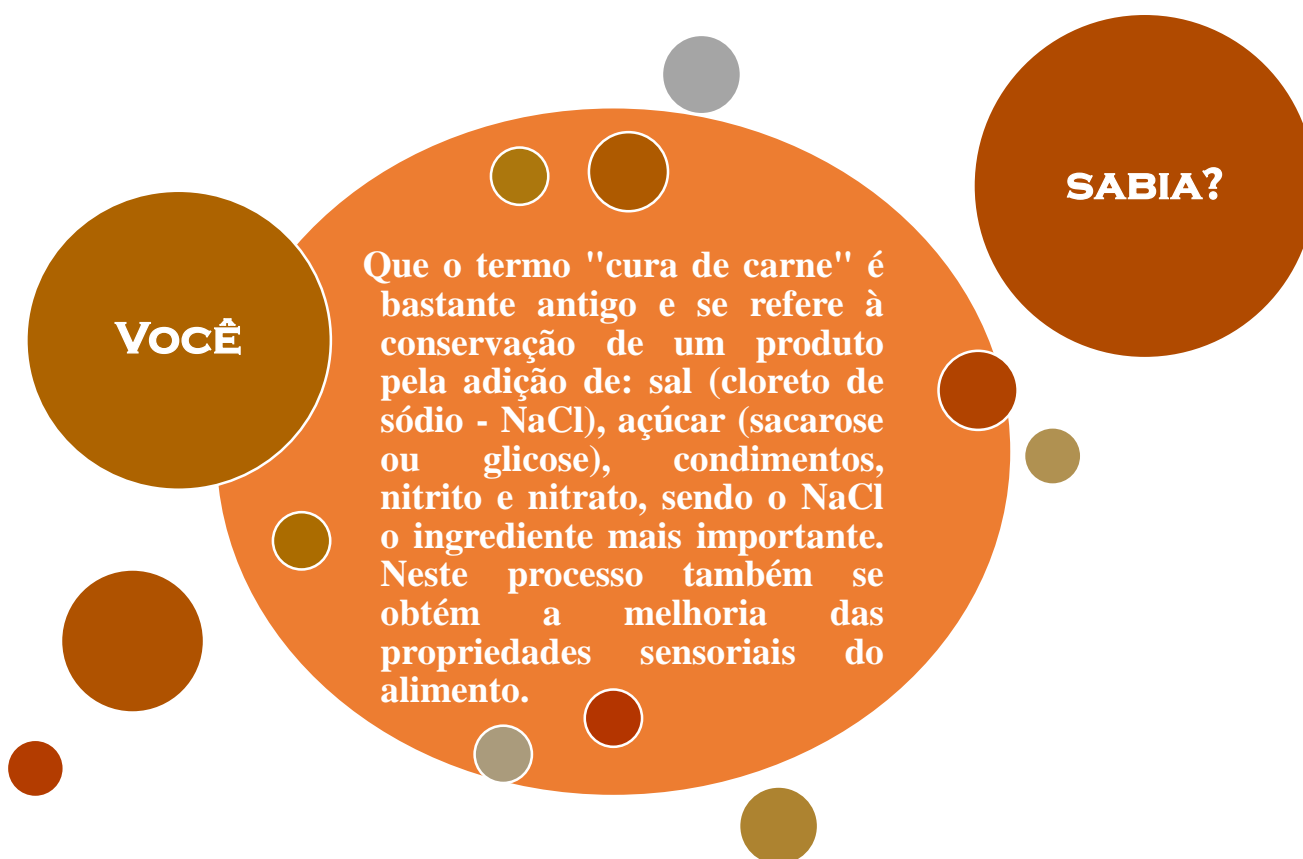 Você
sabia?
Que o termo "cura de carne" é
bastante antigo e se refere à
conservação de um produto
pela adição de: sal (cloreto de
sódio - NaCl), açúcar (sacarose
ou glicose), condimentos,
nitrito e nitrato, sendo o NaCl
o ingrediente mais importante.
Neste processo também se
obtém a melhoria das
propriedades sensoriais do
alimento.